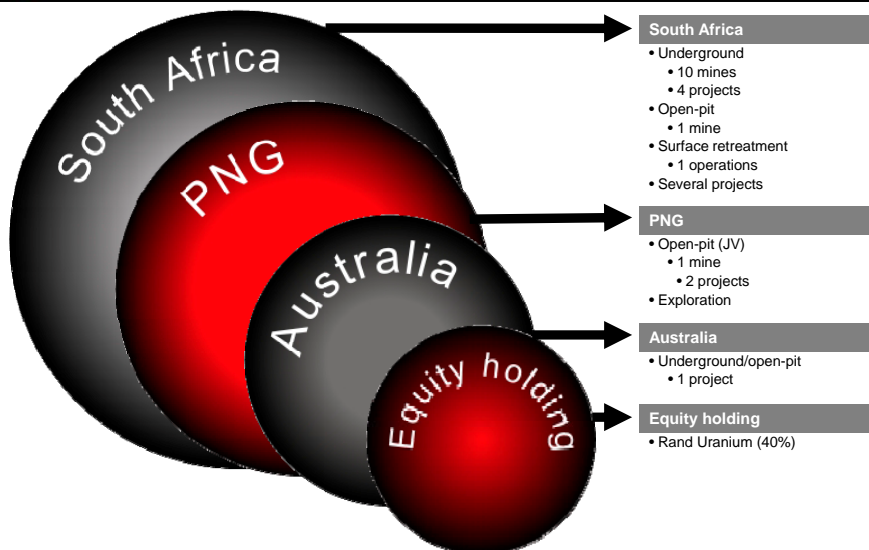 South Africa
PNG
Australia
Equity holding
South Africa
• Underground
• 10 mines
• 4 projects
• Open-pit
• 1 mine
• Surface retreatment
• 1 operations
• Several projects
PNG
• Open-pit (JV)
• 1 mine
• 2 projects
• Exploration
Australia
• Underground/open-pit
• 1 project
Equity holding
• Rand Uranium (40%)